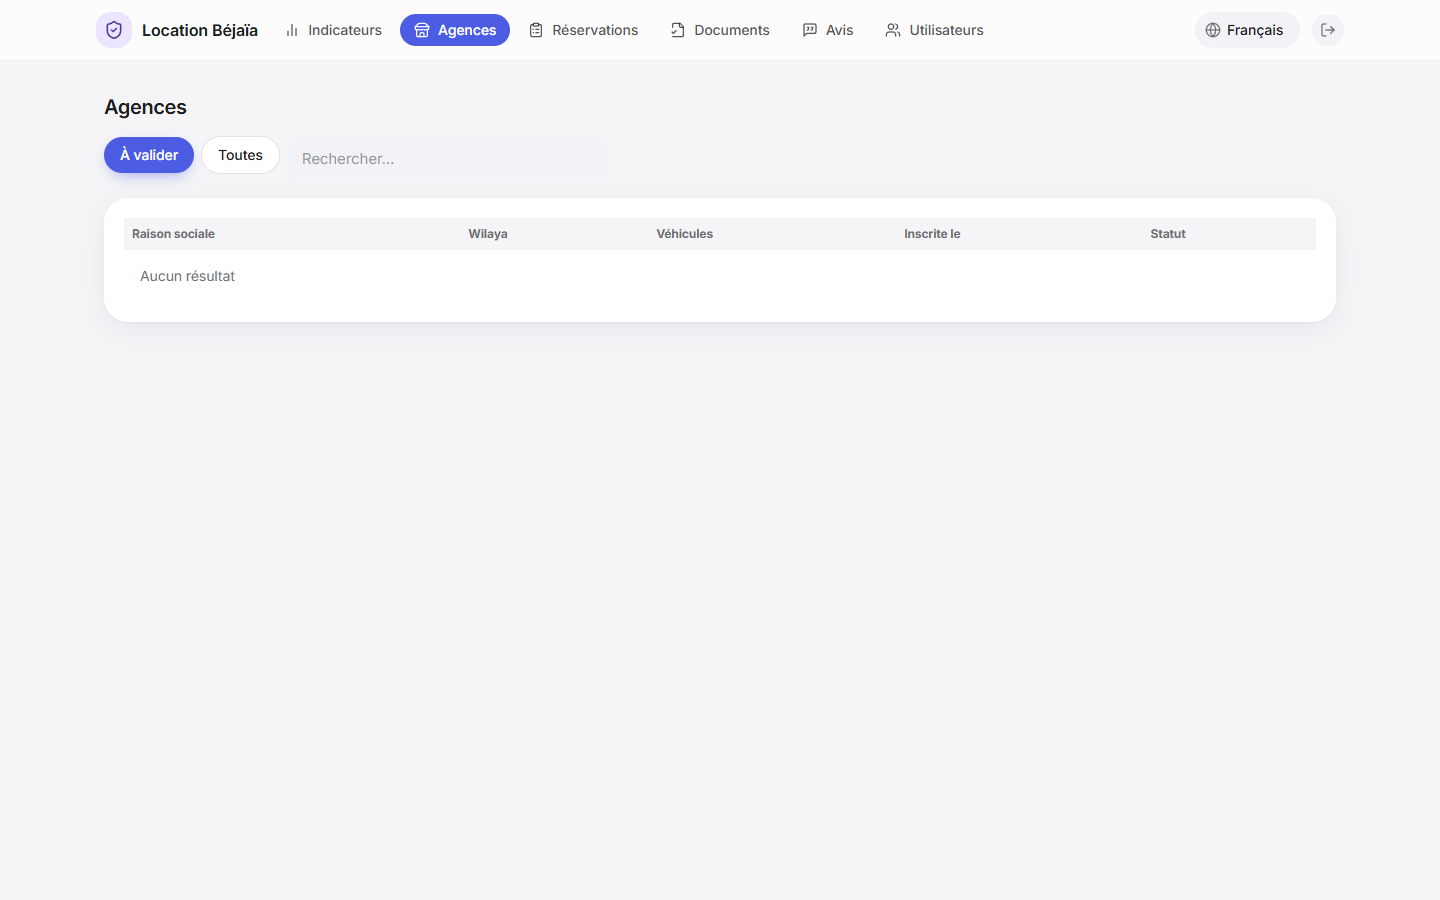 Location Béjaïa
Indicateurs
Agences
Réservations
Documents
Avis
Utilisateurs
Français
Agences
À valider
Toutes
Rechercher...
Raison sociale
Wilaya
Véhicules
Inscrite le
Statut
Aucun résultat